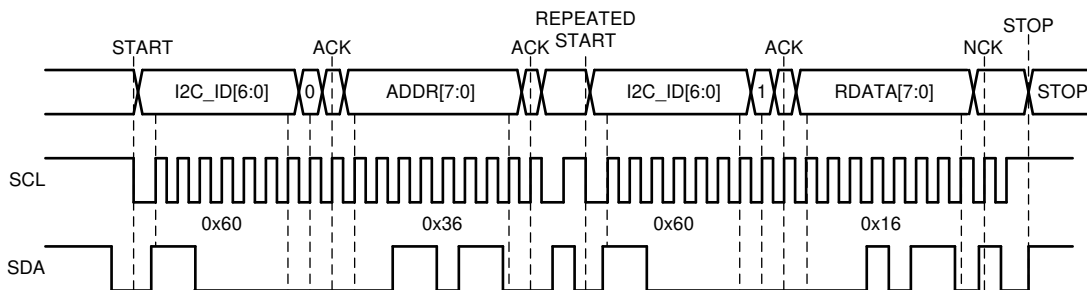 REPEATED
START
STOP
START
ACK
ACK
ACK
NCK
I2C_ID[6:0]
0
ADDR[7:0]
I2C_ID[6:0]
1
RDATA[7:0]
STOP
SCL
0x60
0x36
0x60
0x16
SDA